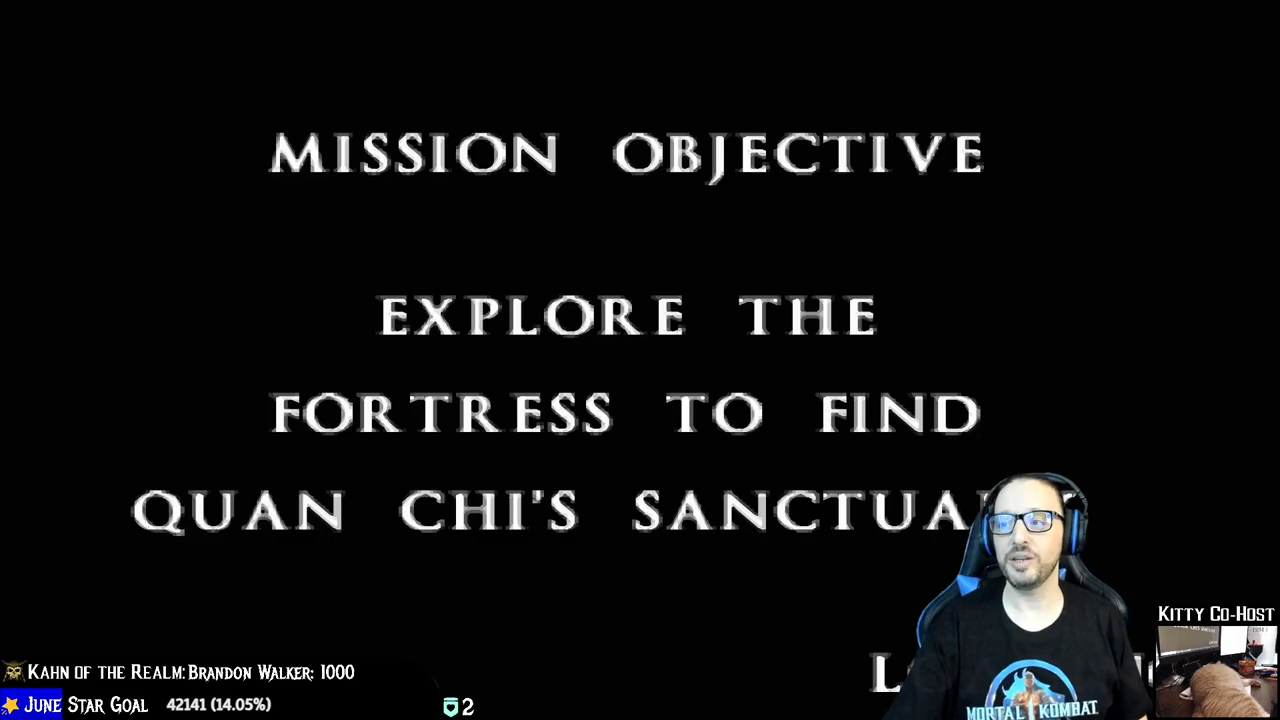 MISSION OBJECTIVE
EXPLORE THE
FORTRESS TO FIND
QUAN CHI'S
KITTY CO-HOST
KAHN OF THE REALM: BRANDON WALKER: 1000
JUNE STAR GOAL 42141 (14.05%) 2
MORTAL KOMBAT 1